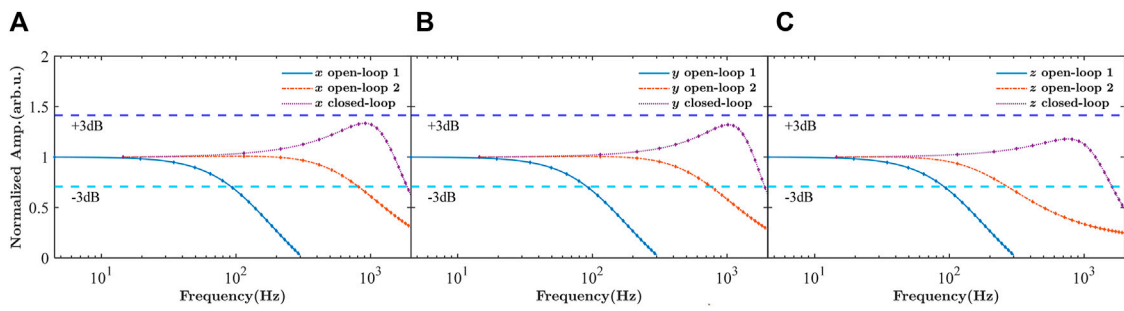 A
B
C
Normalized Amp.(arb.u.)
2
1.5
1
0.5
0
+3dB
-3dB
x open-loop 1
x open-loop 2
x closed-loop
10¹
10²
10³
Frequency(Hz)
+3dB
-3dB
y open-loop 1
y open-loop 2
y closed-loop
10¹
10²
10³
Frequency(Hz)
+3dB
-3dB
z open-loop 1
z open-loop 2
z closed-loop
10¹
10²
10³
Frequency(Hz)